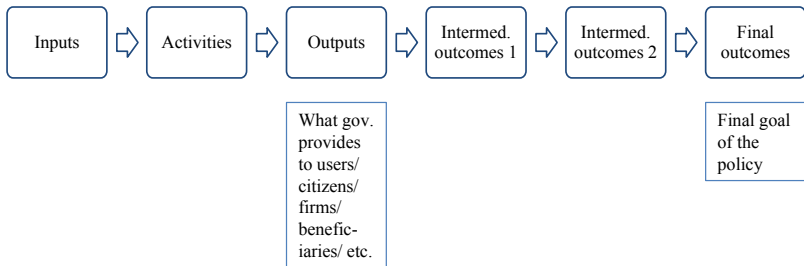 Inputs
Activities
Outputs
Intermed.
outcomes 1
Intermed.
outcomes 2
Final
outcomes
What gov.
provides
to users/
citizens/
firms/
benefic-
iaries/ etc.
Final goal
of the
policy